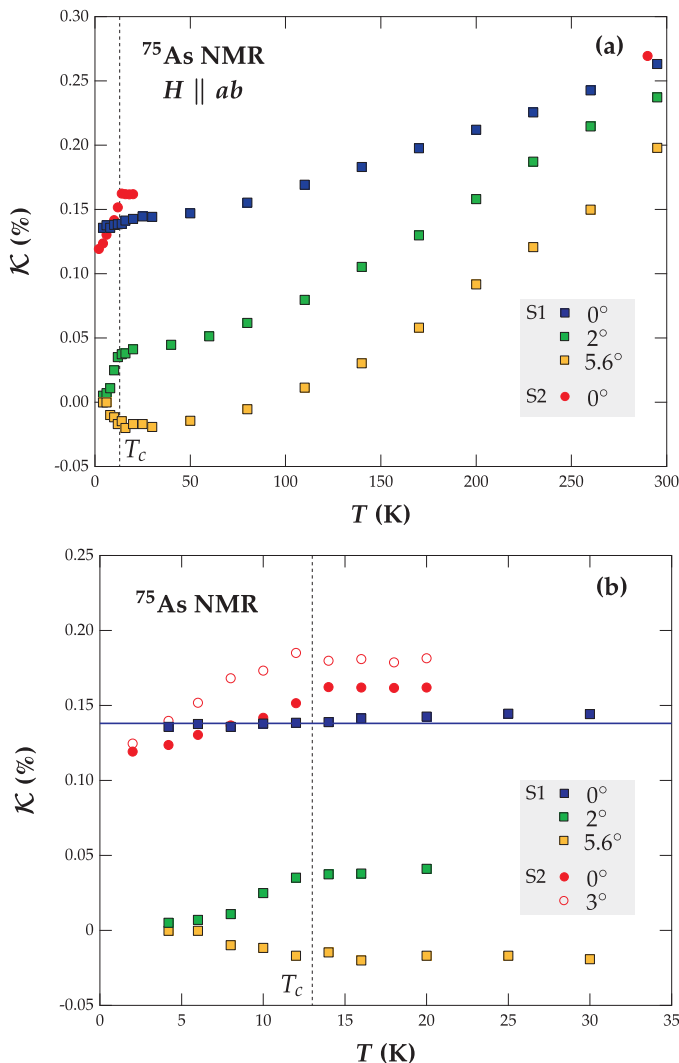 0.30
(a)
⁷⁵As NMR
H || ab
0.25
0.20
0.15
0.10
0.05
0.00
-0.05
K (%)
S1 0°
2°
5.6°
S2 0°
T_c
0 50 100 150 200 250 300
T (K)
0.25
(b)
⁷⁵As NMR
0.20
0.15
0.10
0.05
0
-0.05
K (%)
S1 0°
2°
5.6°
S2 0°
3°
T_c
0 5 10 15 20 25 30 35
T (K)